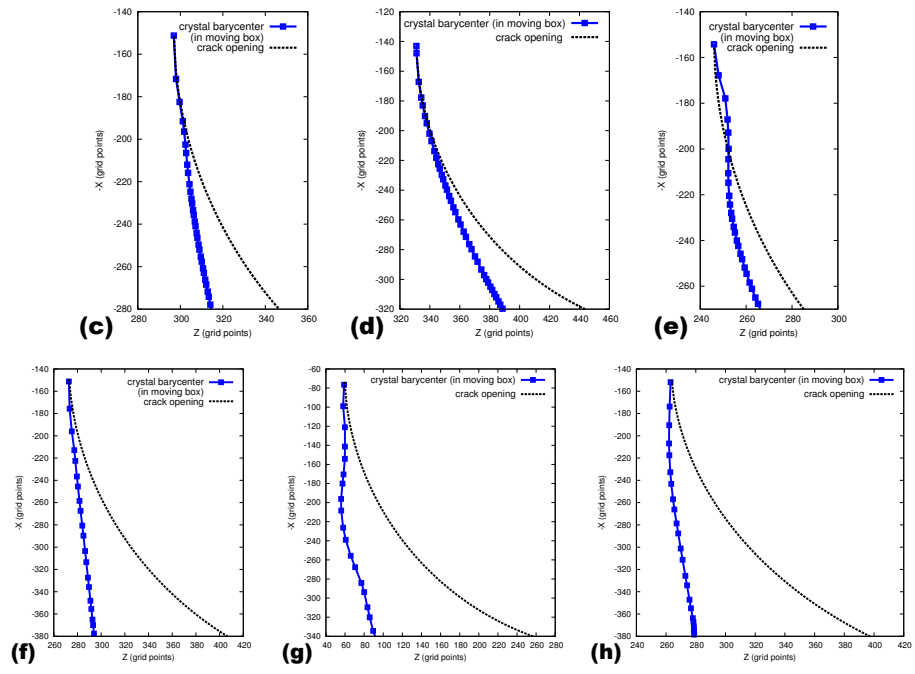 crystal barycenter
(in moving box)
crack opening
-140
-160
-180
-200
-220
-240
-260
-280
-X (grid points)
280 300 320 340 360
Z (grid points)
(c)
crystal barycenter (in moving box)
crack opening
-120
-140
-160
-180
-200
-220
-240
-260
-280
-300
-320
-X (grid points)
320 340 360 380 400 420 440 460
Z (grid points)
(d)
crystal barycenter
(in moving box)
crack opening
-140
-160
-180
-200
-220
-240
-260
-X (grid points)
240 260 280 300
Z (grid points)
(e)
crystal barycenter
(in moving box)
crack opening
-140
-160
-180
-200
-220
-240
-260
-280
-300
-320
-340
-360
-380
-X (grid points)
260 280 300 320 340 360 380 400 420
Z (grid points)
(f)
crystal barycenter (in moving box)
crack opening
-60
-80
-100
-120
-140
-160
-180
-200
-220
-240
-260
-280
-300
-320
-340
-X (grid points)
40 60 80 100 120 140 160 180 200 220 240 260 280
Z (grid points)
(g)
crystal barycenter (in moving box)
crack opening
-140
-160
-180
-200
-220
-240
-260
-280
-300
-320
-340
-360
-380
-X (grid points)
240 260 280 300 320 340 360 380 400 420
Z (grid points)
(h)